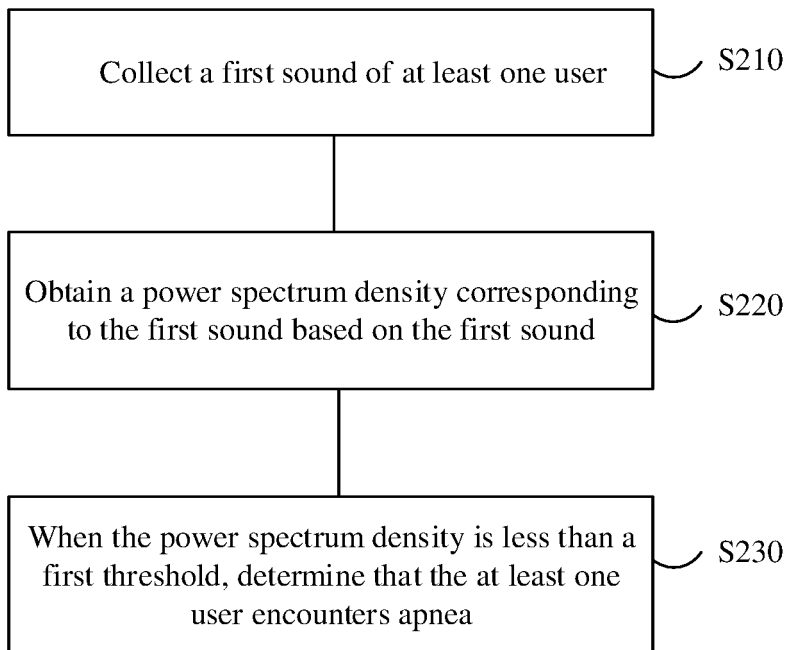 Collect a first sound of at least one user
S210
Obtain a power spectrum density corresponding
to the first sound based on the first sound
S220
When the power spectrum density is less than a
first threshold, determine that the at least one
user encounters apnea
S230